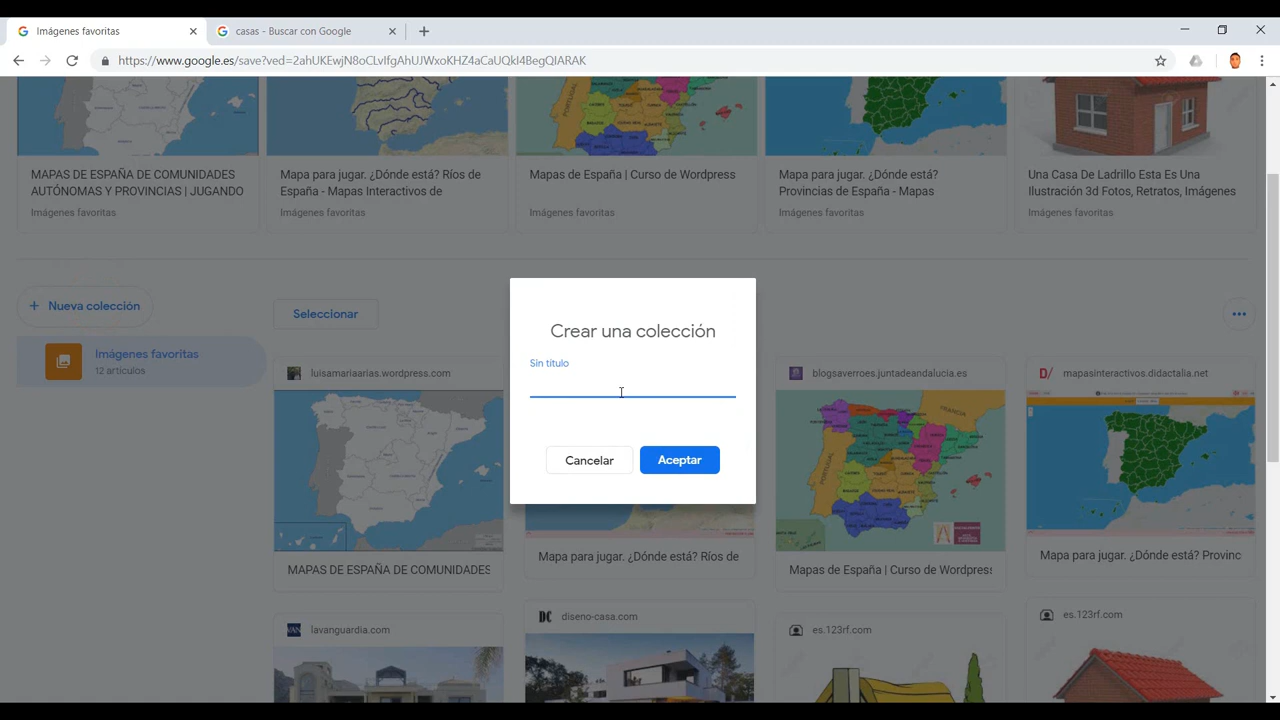 Imágenes favoritas
casas - Buscar con Google
https://www.google.es/save?ved=2ahUKEwjN8oCLvIfgAhUJWxoKHZ4aCaUQkI4BegQIARAK
MAPAS DE ESPAÑA DE COMUNIDADES
AUTÓNOMAS Y PROVINCIAS | JUGANDO
Imágenes favoritas
Mapa para jugar. ¿Dónde está? Ríos de
España - Mapas Interactivos de
Imágenes favoritas
Mapas de España | Curso de Wordpress
Imágenes favoritas
Mapa para jugar. ¿Dónde está?
Provincias de España - Mapas
Imágenes favoritas
Una Casa De Ladrillo Esta Es Una
Ilustración 3d Fotos, Retratos, Imágenes
Imágenes favoritas
+ Nueva colección
Seleccionar
Imágenes favoritas
12 artículos
Crear una colección
Sin título
Cancelar
Aceptar
luisamariaarias.wordpress.com
MAPAS DE ESPAÑA DE COMUNIDADES
Mapa para jugar. ¿Dónde está? Ríos de
blogsaverroes.juntadeandalucia.es
PORTUGAL
FRANCIA
Mapas de España | Curso de Wordpress
D/ mapasinteractivos.didactalia.net
Mapa para jugar. ¿Dónde está? Provinc
lavanguardia.com
DC diseno-casa.com
es.123rf.com
es.123rf.com